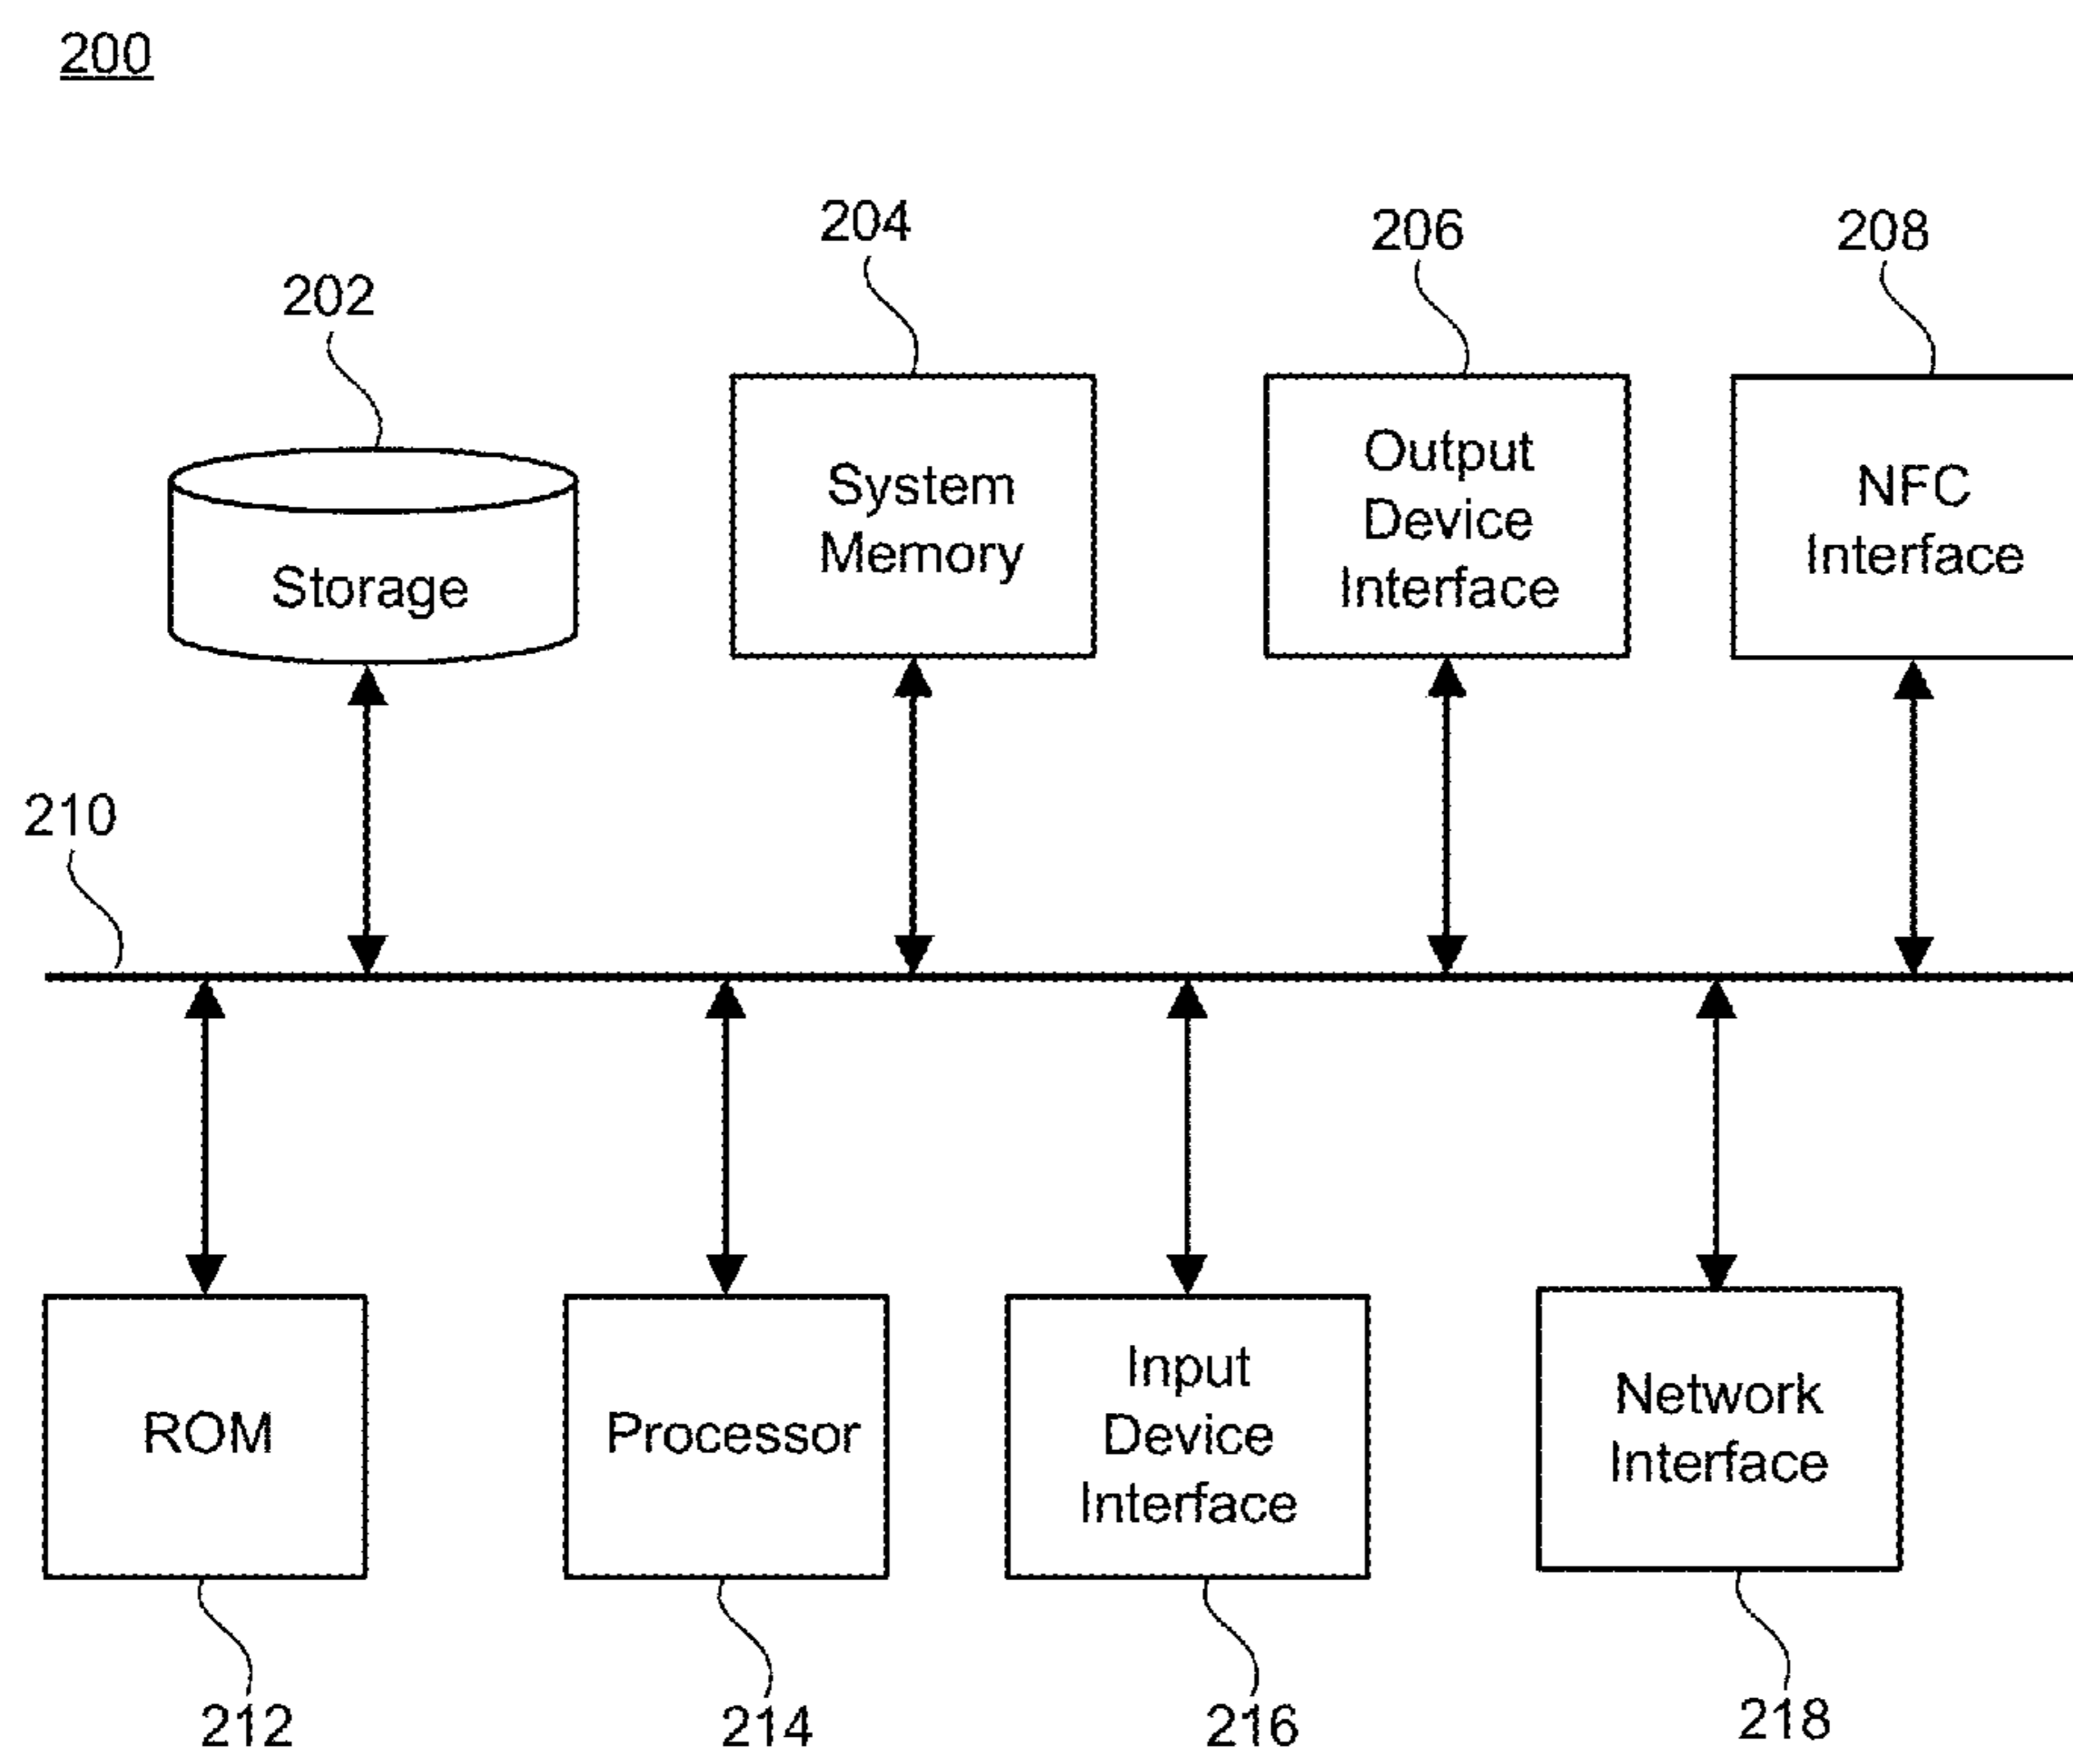 200
204
206
208
202
System
Memory
Output
Device
Interface
NFC
Interface
Storage
210
ROM
Processor
Input
Device
Interface
Network
Interface
212
214
216
218